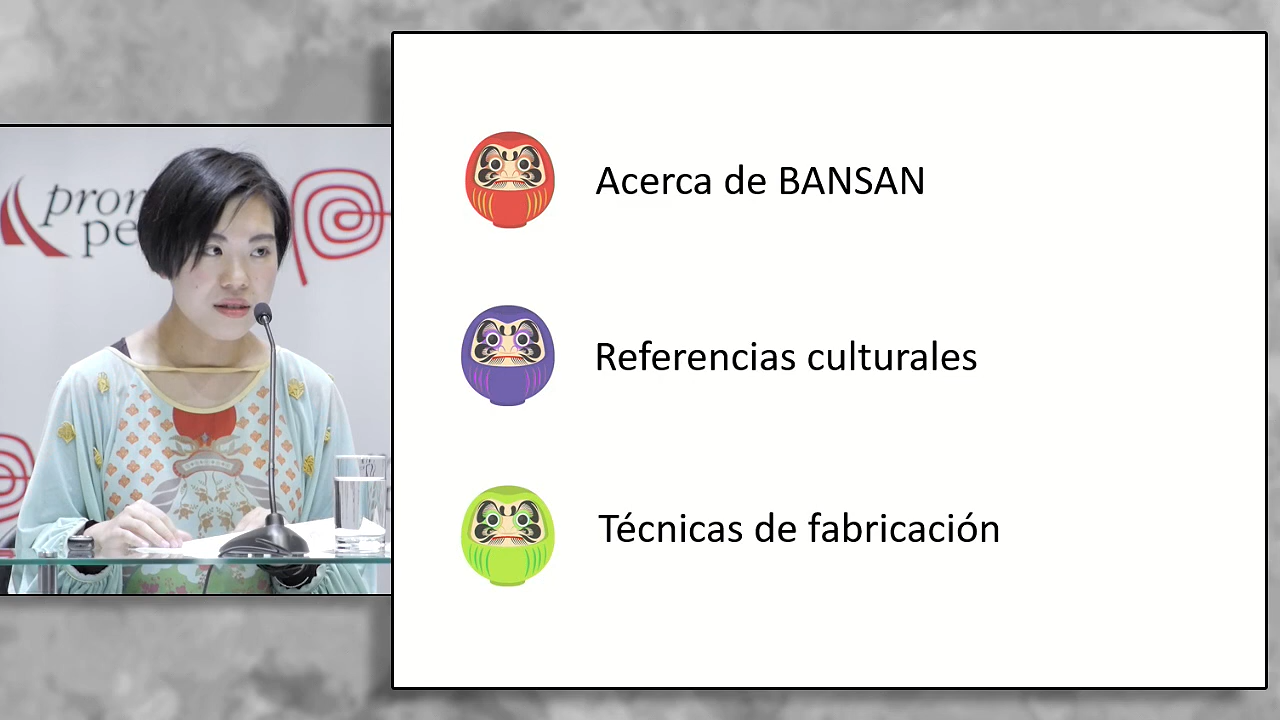 Acerca de BANSAN
Referencias culturales
Técnicas de fabricación